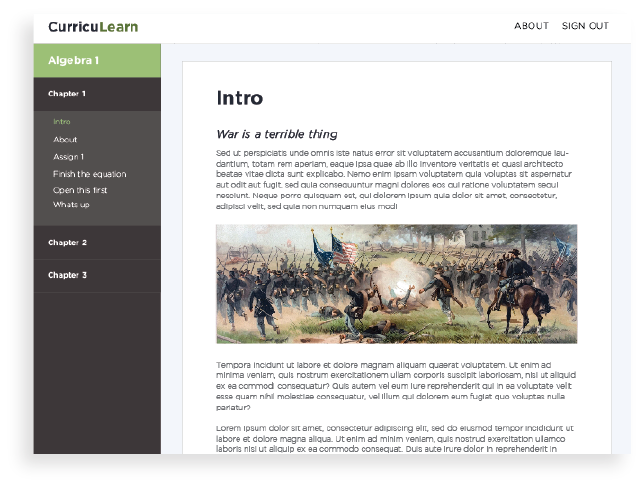 CurricuLearn
ABOUT SIGN OUT
Algebra 1
Chapter 1
Intro
About
Assign 1
Finish the equation
Open this first
Whats up
Chapter 2
Chapter 3
Intro
War is a terrible thing
Sed ut perspiciatis unde omnis iste natus error sit voluptatem accusantium doloremque lau-
dantium, totam rem aperiam, eaque ipsa quae ab illo inventore veritatis et quasi architecto
beatae vitae dicta sunt explicabo. Nemo enim ipsam voluptatem quia voluptas sit aspernatur
aut odit aut fugit, sed quia consequuntur magni dolores eos qui ratione voluptatem sequi
nesciunt. Neque porro quisquam est, qui dolorem ipsum quia dolor sit amet, consectetur,
adipisci velit, sed quia non numquam eius modi
Tempora incidunt ut labore et dolore magnam aliquam quaerat voluptatem. Ut enim ad
minima veniam, quis nostrum exercitationem ullam corporis suscipit laboriosam, nisi ut aliquid
ex ea commodi consequatur? Quis autem vel eum iure reprehenderit qui in ea voluptate velit
esse quam nihil molestiae consequatur, vel illum qui dolorem eum fugiat quo voluptas nulla
pariatur?
Lorem ipsum dolor sit amet, consectetur adipiscing elit, sed do eiusmod tempor incididunt ut
labore et dolore magna aliqua. Ut enim ad minim veniam, quis nostrud exercitation ullamco
laboris nisi ut aliquip ex ea commodo consequat. Duis aute irure dolor in reprehenderit in